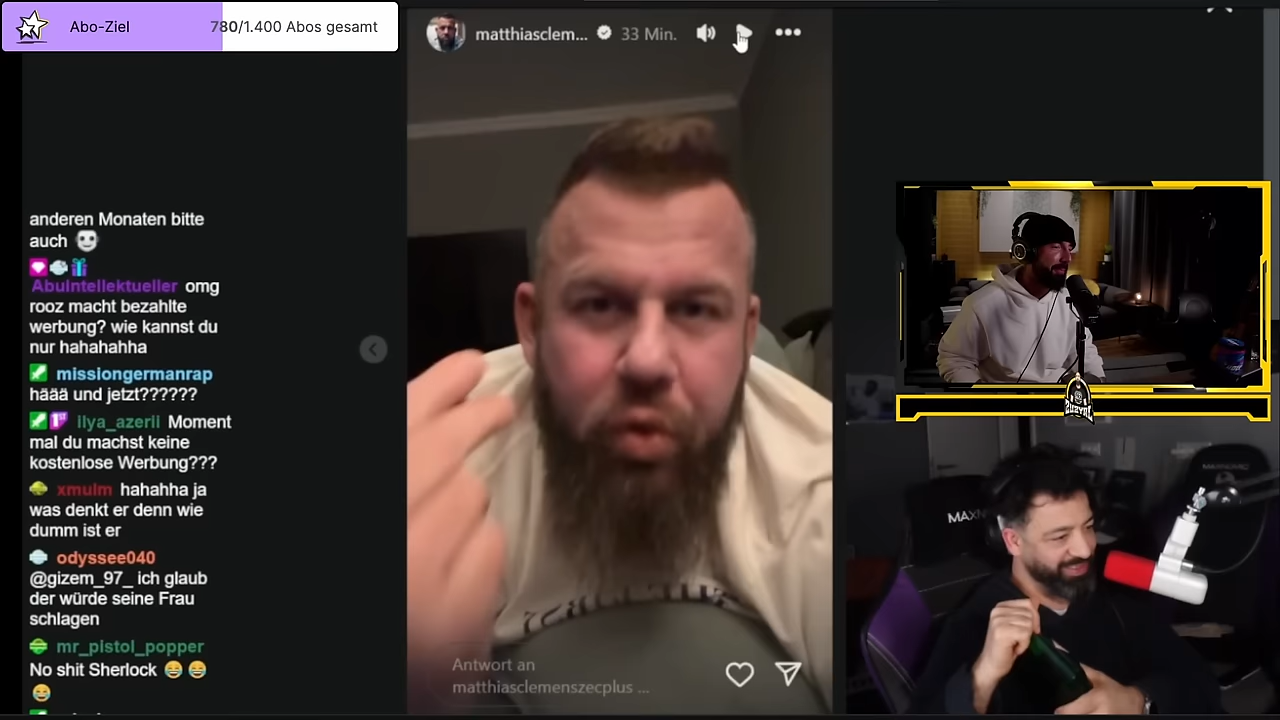 Abo-Ziel
780/1.400 Abos gesamt
matthiasclem... 33 Min.
anderen Monaten bitte
auch
AbuIntellektueller omg
rooz macht bezahlte
werbung? wie kannst du
nur hahahahha
missiongermanrap
häää und jetzt??????
Ilya_azerii Moment
mal du machst keine
kostenlose Werbung???
xmulm hahahha ja
was denkt er denn wie
dumm ist er
odyssee040
@gizem_97_ ich glaub
der würde seine Frau
schlagen
mr_pistol_popper
No shit Sherlock 😂 😂
😂
Antwort an
matthiasclemenszecplus ...